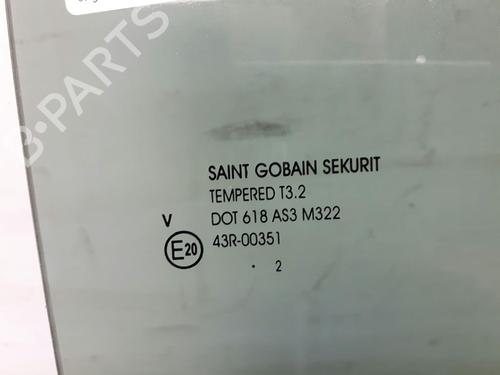 B-PARTS
SAINT GOBAIN SEKURIT
TEMPERED T3.2
V DOT 618 AS3 M322
E20 43R-00351
. 2